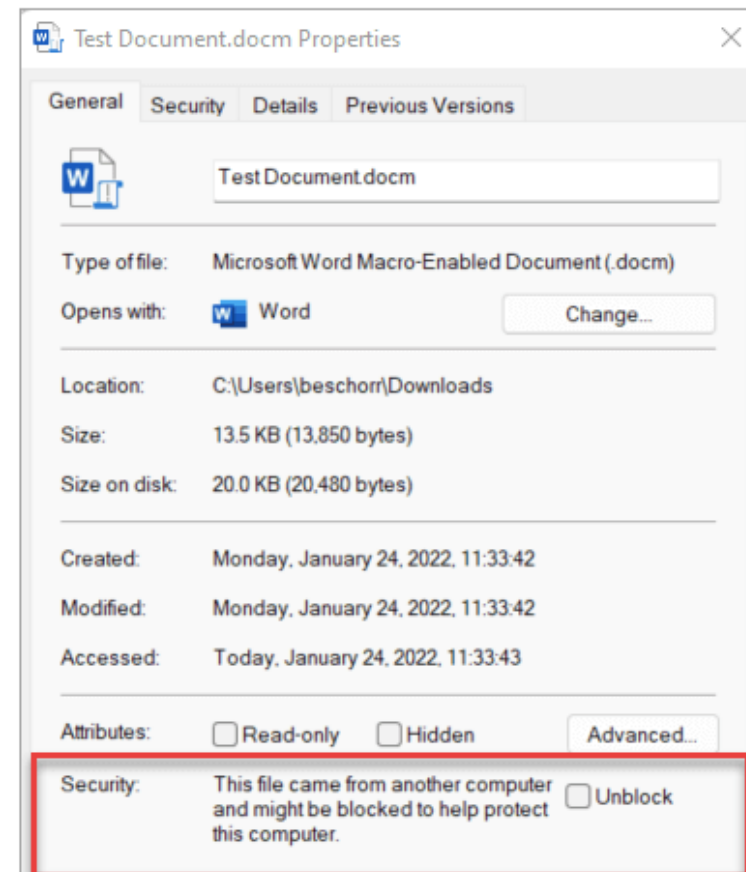 Test Document.docm Properties
General Security Details Previous Versions
Test Document.docm
Type of file: Microsoft Word Macro-Enabled Document (.docm)
Opens with: Word Change...
Location: C:\Users\beschorr\Downloads
Size: 13.5 KB (13,850 bytes)
Size on disk: 20.0 KB (20,480 bytes)
Created: Monday, January 24, 2022, 11:33:42
Modified: Monday, January 24, 2022, 11:33:42
Accessed: Today, January 24, 2022, 11:33:43
Attributes: Read-only Hidden Advanced...
Security: This file came from another computer Unblock
and might be blocked to help protect
this computer.